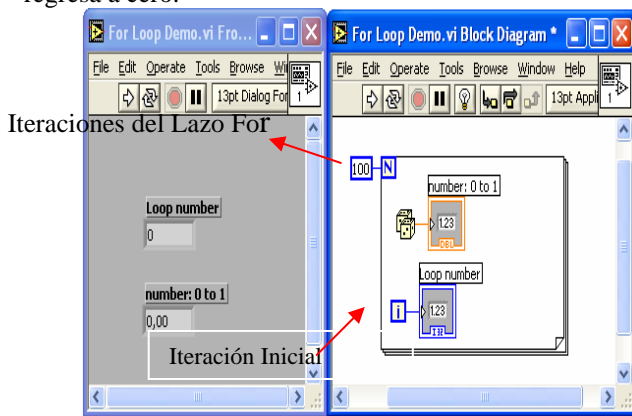 regresa a cero.
For Loop Demo.vi Fro...
File Edit Operate Tools Browse Wi
13pt Dialog For
1
Iteraciones del Lazo For
Loop number
0
number: 0 to 1
0,00
Iteración Inicial
For Loop Demo.vi Block Diagram *
File Edit Operate Tools Browse Window Help
13pt Appli
1
100 N
number: 0 to 1
1.23
DBL
Loop number
i 1.23
I32